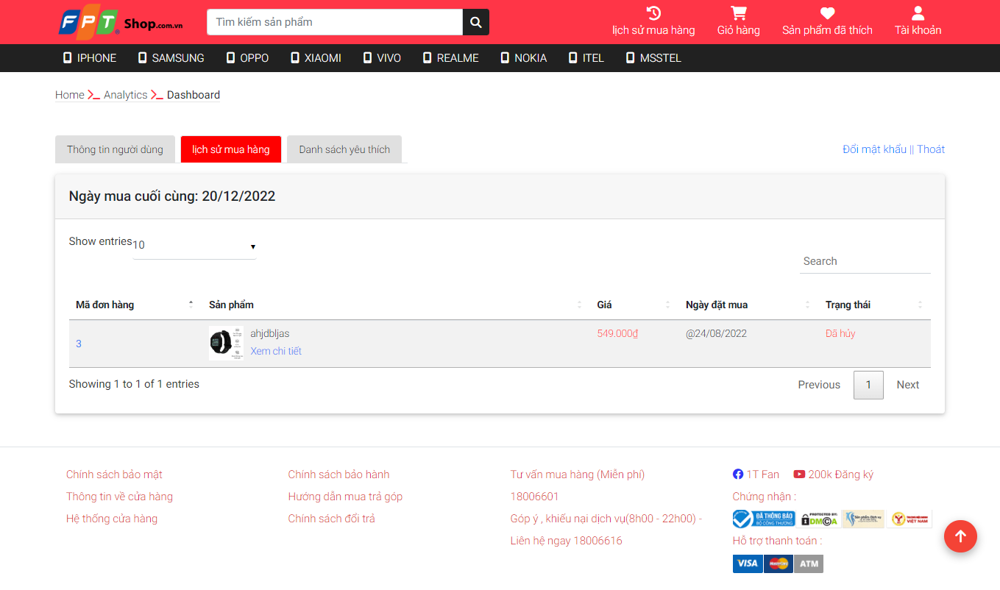 FPT Shop.com.vn
Tìm kiếm sản phẩm
lịch sử mua hàng
Giỏ hàng
Sản phẩm đã thích
Tài khoản
IPHONE
SAMSUNG
OPPO
XIAOMI
VIVO
REALME
NOKIA
ITEL
MSSTEL
Home Analytics Dashboard
Thông tin người dùng
lịch sử mua hàng
Danh sách yêu thích
Đổi mật khẩu || Thoát
Ngày mua cuối cùng: 20/12/2022
Show entries 10
Search
Mã đơn hàng
Sản phẩm
Giá
Ngày đặt mua
Trạng thái
3
ahjdbljas
Xem chi tiết
549.000₫
@24/08/2022
Đã hủy
Showing 1 to 1 of 1 entries
Previous 1 Next
Chính sách bảo mật
Thông tin về cửa hàng
Hệ thống cửa hàng
Chính sách bảo hành
Hướng dẫn mua trả góp
Chính sách đổi trả
Tư vấn mua hàng (Miễn phí)
18006601
Góp ý , khiếu nại dịch vụ(8h00 - 22h00) -
Liên hệ ngay 18006616
1T Fan 200k Đăng ký
Chứng nhận :
ĐÃ THÔNG BÁO
BỘ CÔNG THƯƠNG
PROTECTED BY:
DMCA
Sản phẩm - Dịch vụ
VIỆT NAM
Hỗ trợ thanh toán :
VISA
ATM